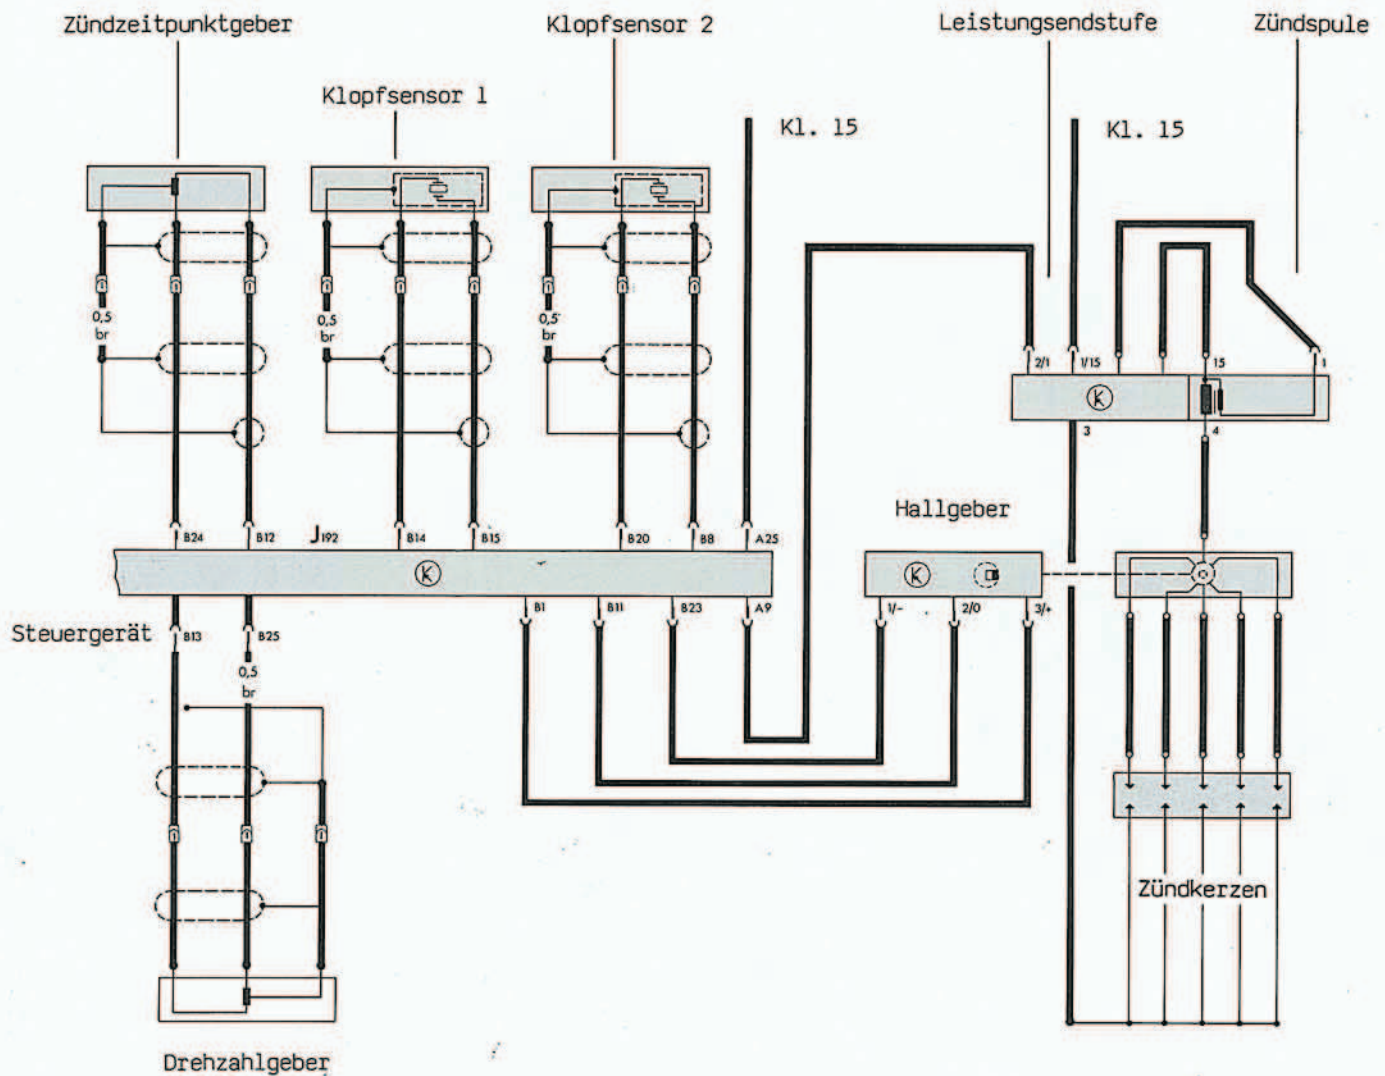 Zündzeitpunktgeber
Klopfsensor 2
Leistungsendstufe
Zündspule
Klopfsensor 1
Kl. 15
Kl. 15
0,5
br
0,5
br
0,5
br
2/1
1/15
15
1
K
3
4
Hallgeber
B24
B12
J192
B14
B15
B20
B8
A25
K
K
B1
B11
B23
A9
1/-
2/0
3/+
Steuergerät
B13
B25
0,5
br
Zündkerzen
Drehzahlgeber